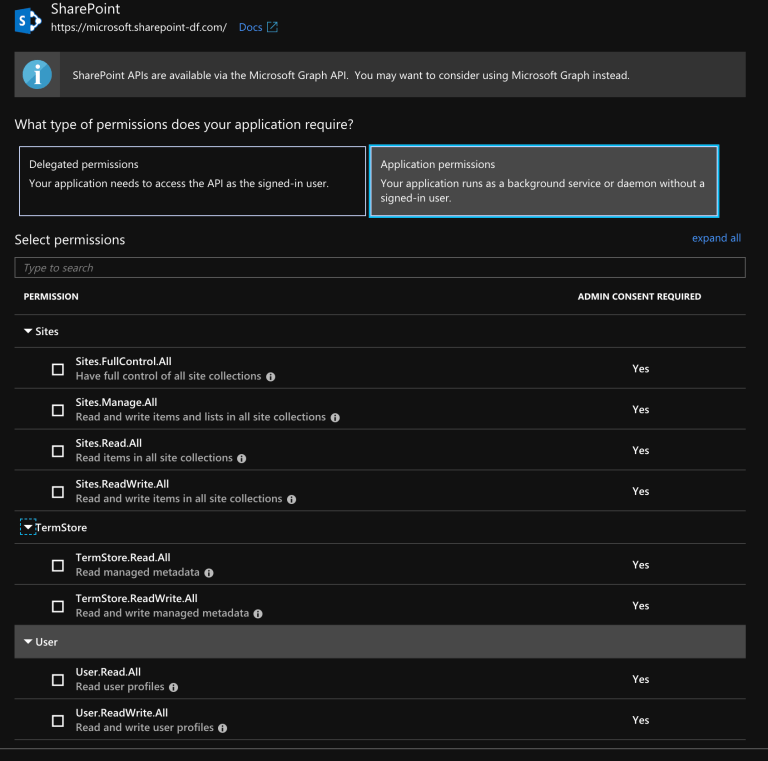 SharePoint
https://microsoft.sharepoint-df.com/ Docs
SharePoint APIs are available via the Microsoft Graph API. You may want to consider using Microsoft Graph instead.
What type of permissions does your application require?
Delegated permissions
Your application needs to access the API as the signed-in user.
Application permissions
Your application runs as a background service or daemon without a
signed-in user.
Select permissions
expand all
Type to search
PERMISSION
ADMIN CONSENT REQUIRED
Sites
Sites.FullControl.All
Have full control of all site collections
Yes
Sites.Manage.All
Read and write items and lists in all site collections
Yes
Sites.Read.All
Read items in all site collections
Yes
Sites.ReadWrite.All
Read and write items in all site collections
Yes
TermStore
TermStore.Read.All
Read managed metadata
Yes
TermStore.ReadWrite.All
Read and write managed metadata
Yes
User
User.Read.All
Read user profiles
Yes
User.ReadWrite.All
Read and write user profiles
Yes